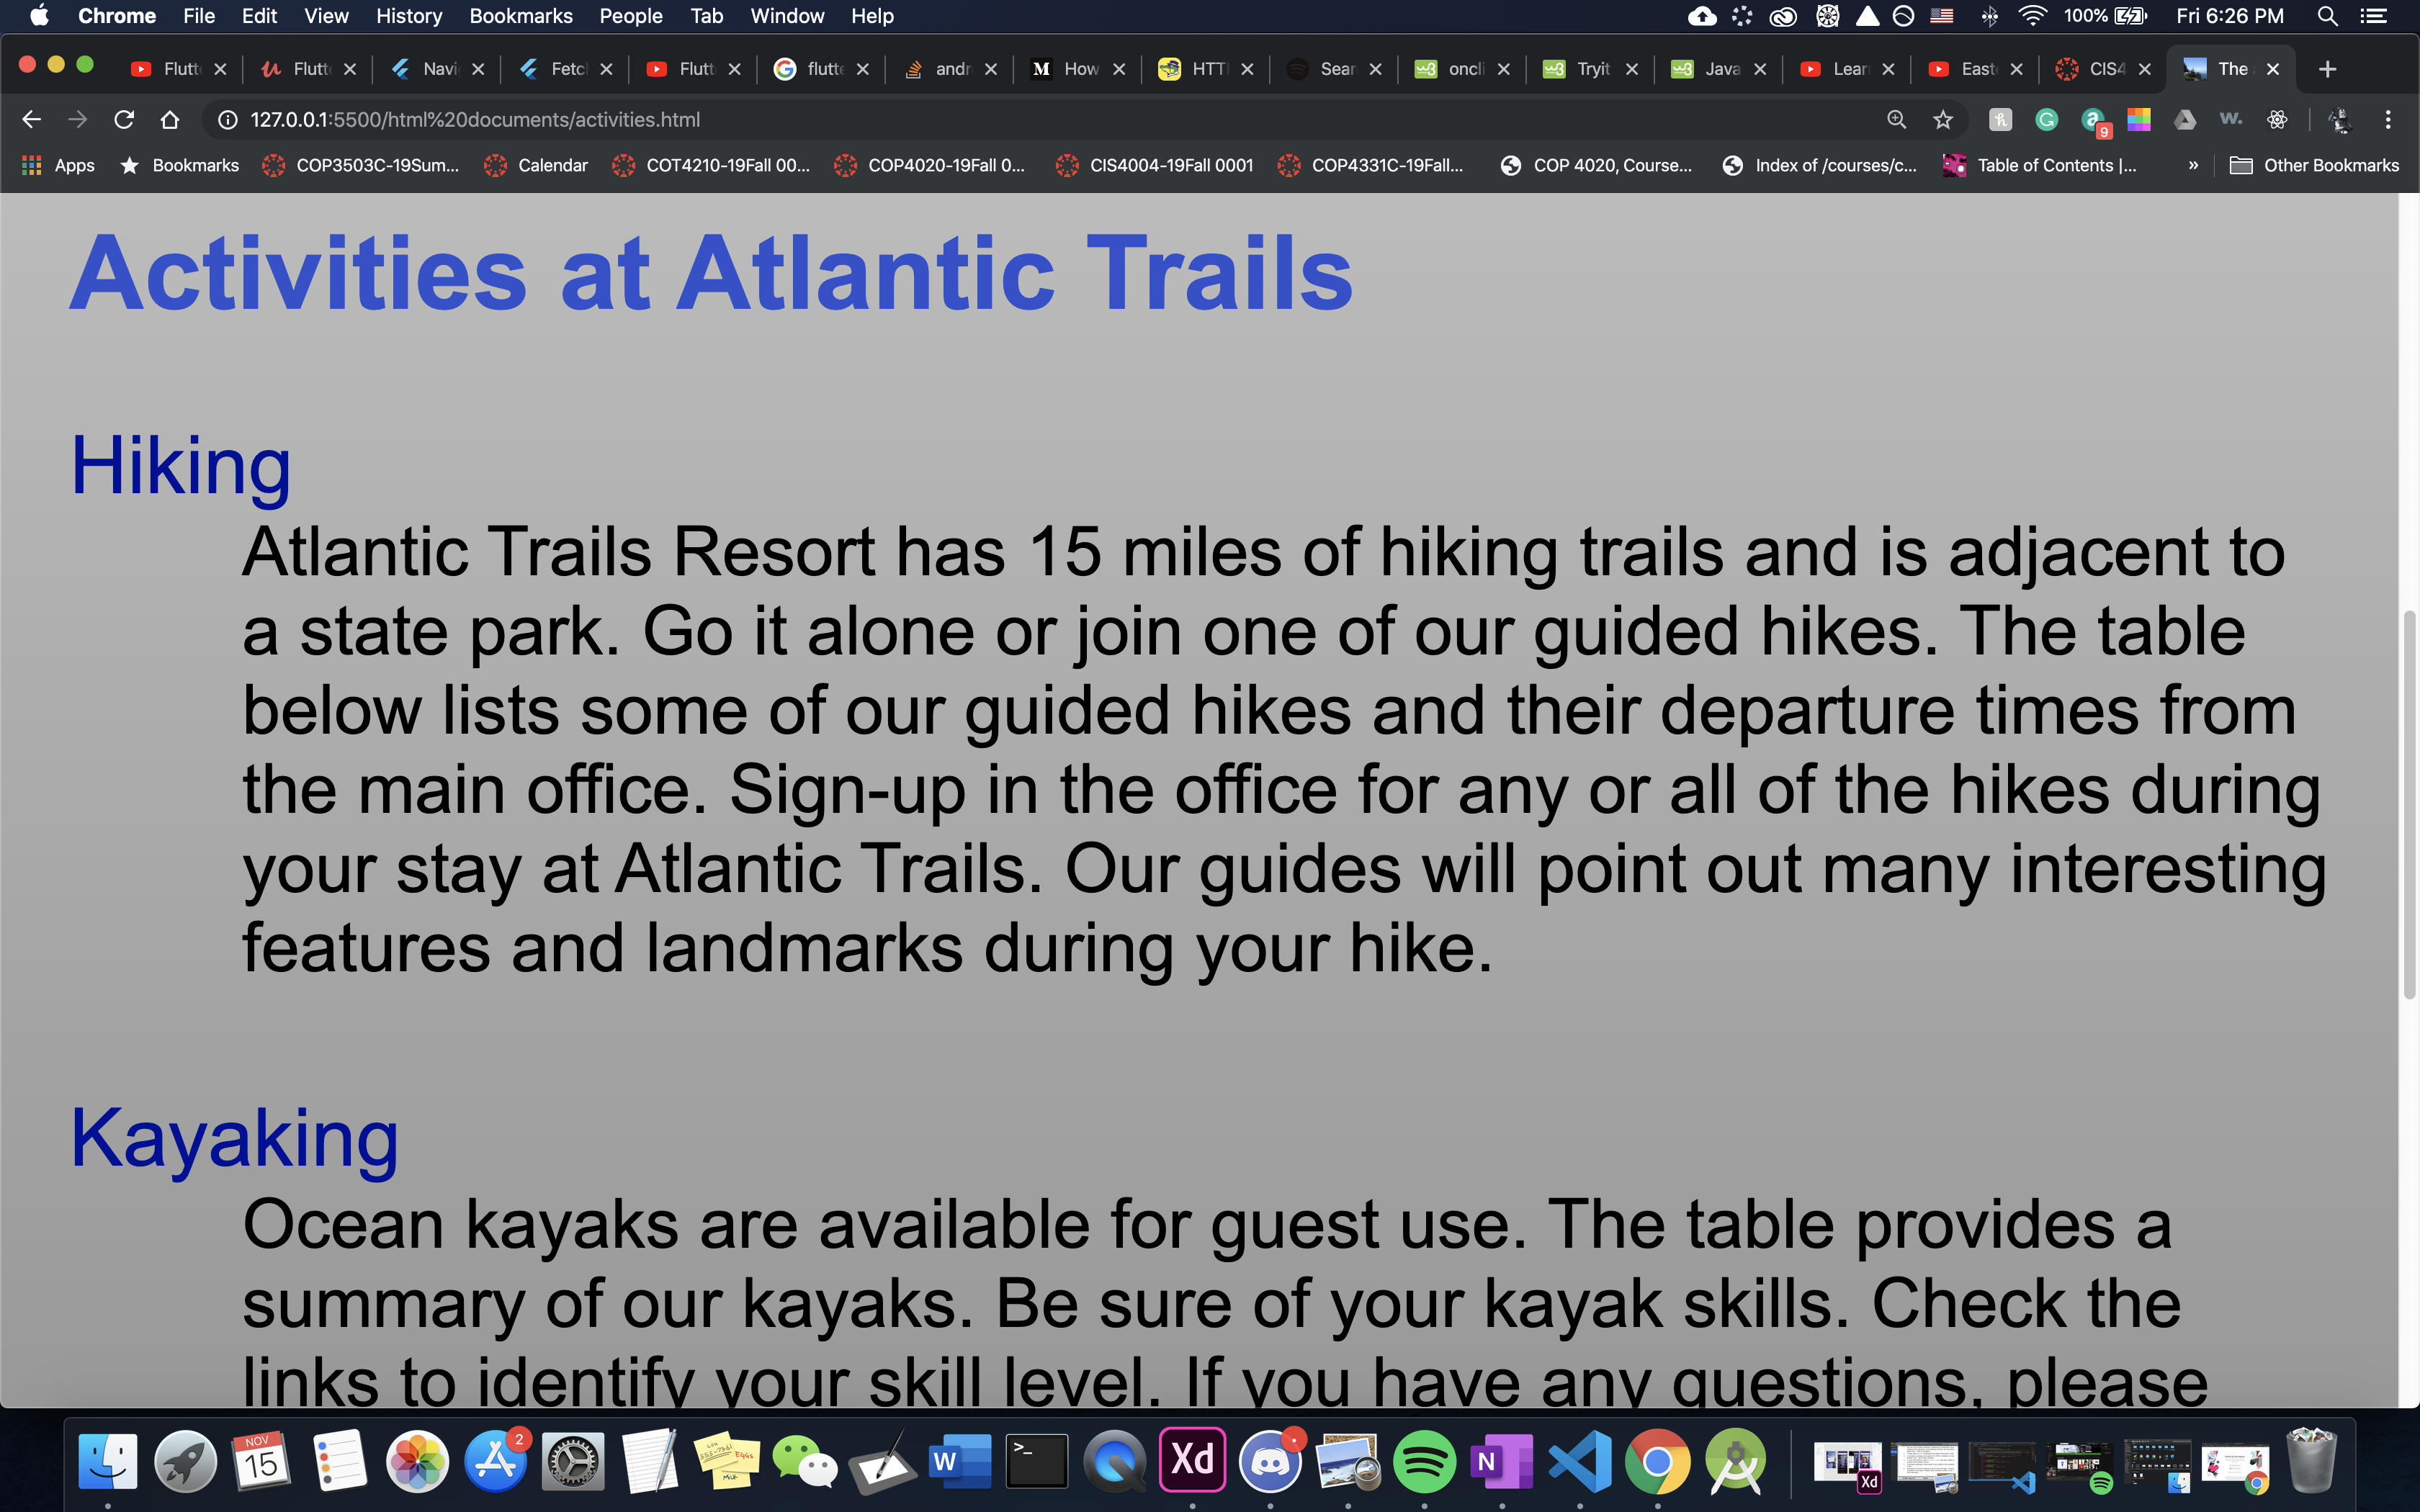 Chrome File Edit View History Bookmarks People Tab Window Help 100% Fri 6:26 PM
Flutt Flutt Navi Fetcl Flutt flutte andr M How HTT Sear oncli Tryit Java Lear East CIS4 The
127.0.0.1:5500/html%20documents/activities.html 9
Apps Bookmarks COP3503C-19Sum... Calendar COT4210-19Fall 00... COP4020-19Fall 0... CIS4004-19Fall 0001 COP4331C-19Fall... COP 4020, Course... Index of /courses/c... Table of Contents |... » Other Bookmarks
Activities at Atlantic Trails
Hiking
Atlantic Trails Resort has 15 miles of hiking trails and is adjacent to
a state park. Go it alone or join one of our guided hikes. The table
below lists some of our guided hikes and their departure times from
the main office. Sign-up in the office for any or all of the hikes during
your stay at Atlantic Trails. Our guides will point out many interesting
features and landmarks during your hike.
Kayaking
Ocean kayaks are available for guest use. The table provides a
summary of our kayaks. Be sure of your kayak skills. Check the
links to identify your skill level. If you have any questions, please
NOV
15
2
W
>_
Xd
N
Xd